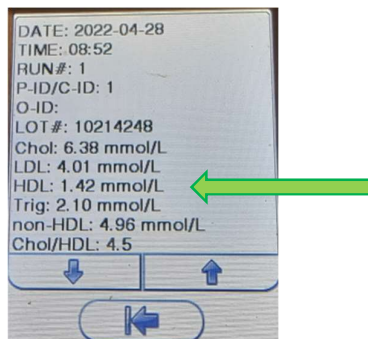 DATE: 2022-04-28
TIME: 08:52
RUN#: 1
P-ID/C-ID: 1
O-ID:
LOT#: 10214248
Chol: 6.38 mmol/L
LDL: 4.01 mmol/L
HDL: 1.42 mmol/L
Trig: 2.10 mmol/L
non-HDL: 4.96 mmol/L
Chol/HDL: 4.5